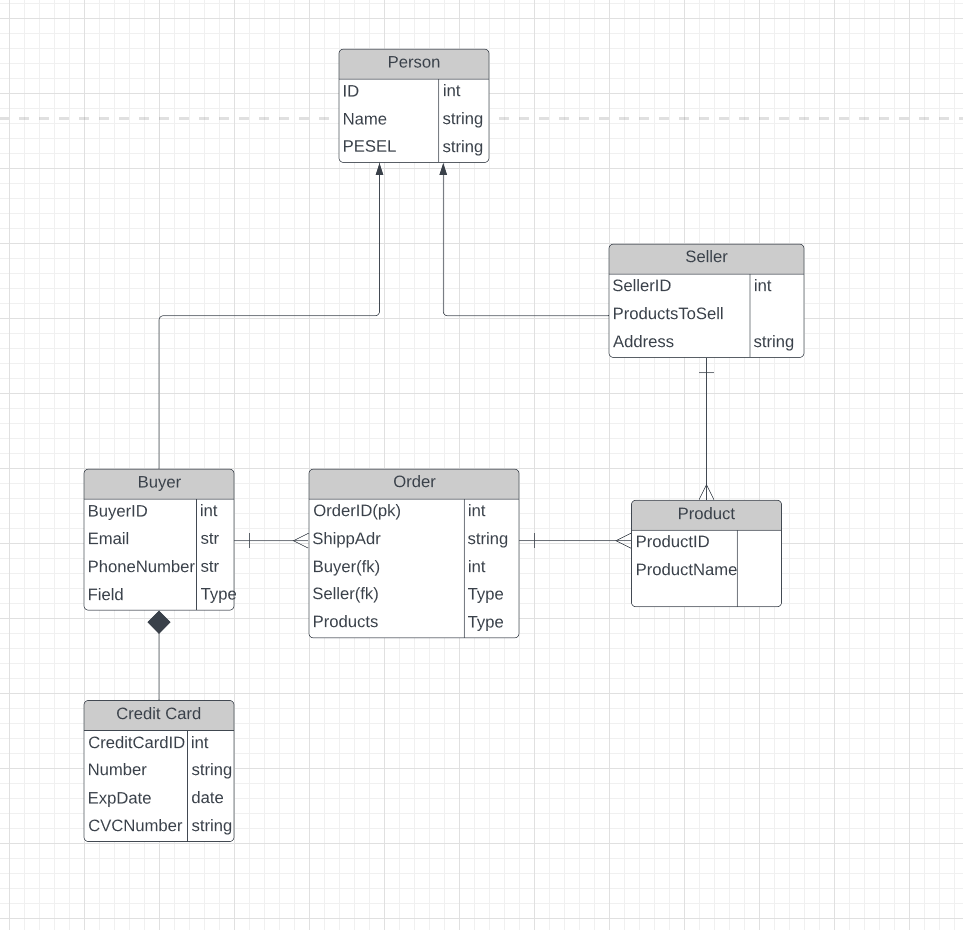 Person
ID int
Name string
PESEL string
Seller
SellerID int
ProductsToSell
Address string
Buyer
BuyerID int
Email str
PhoneNumber str
Field Type
Order
OrderID(pk) int
ShippAdr string
Buyer(fk) int
Seller(fk) Type
Products Type
Product
ProductID
ProductName
Credit Card
CreditCardID int
Number string
ExpDate date
CVCNumber string